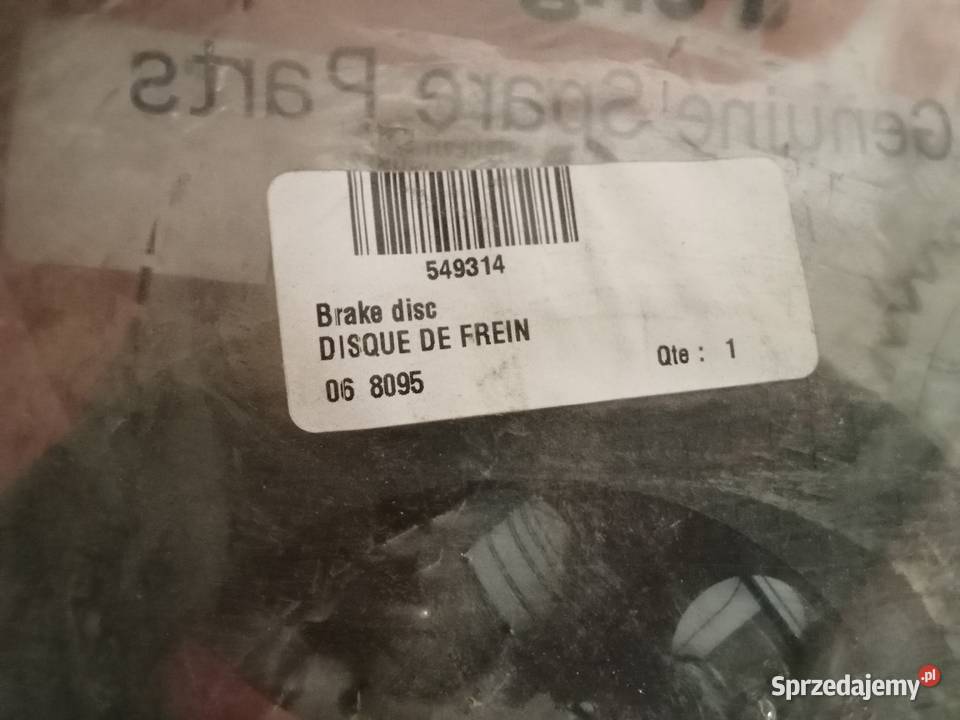 Genuine Spare Parts
549314
Brake disc
DISQUE DE FREIN
06 8095
Qte : 1
Sprzedajemy.pl